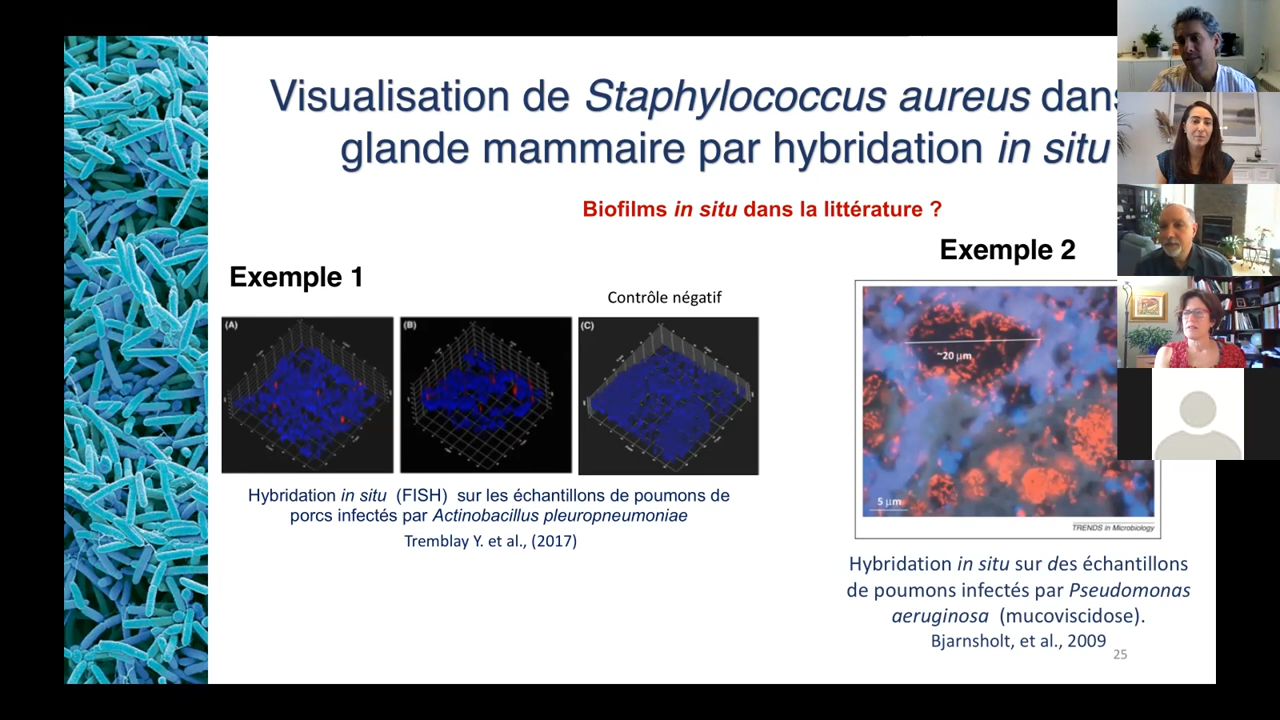 Visualisation de Staphylococcus aureus dans
glande mammaire par hybridation in situ
Biofilms in situ dans la littérature ?
Exemple 1
Contrôle négatif
(A)
(B)
(C)
Hybridation in situ (FISH) sur les échantillons de poumons de
porcs infectés par Actinobacillus pleuropneumoniae
Tremblay Y. et al., (2017)
Exemple 2
~20 µm
5 µm
TRENDS in Microbiology
Hybridation in situ sur des échantillons
de poumons infectés par Pseudomonas
aeruginosa (mucoviscidose).
Bjarnsholt, et al., 2009
25